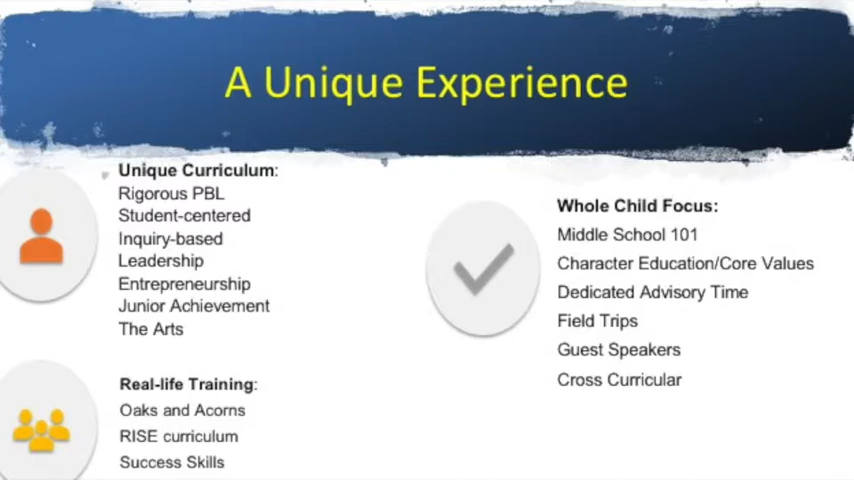 A Unique Experience
Unique Curriculum:
Rigorous PBL
Student-centered
Inquiry-based
Leadership
Entrepreneurship
Junior Achievement
The Arts
Real-life Training:
Oaks and Acorns
RISE curriculum
Success Skills
Whole Child Focus:
Middle School 101
Character Education/Core Values
Dedicated Advisory Time
Field Trips
Guest Speakers
Cross Curricular